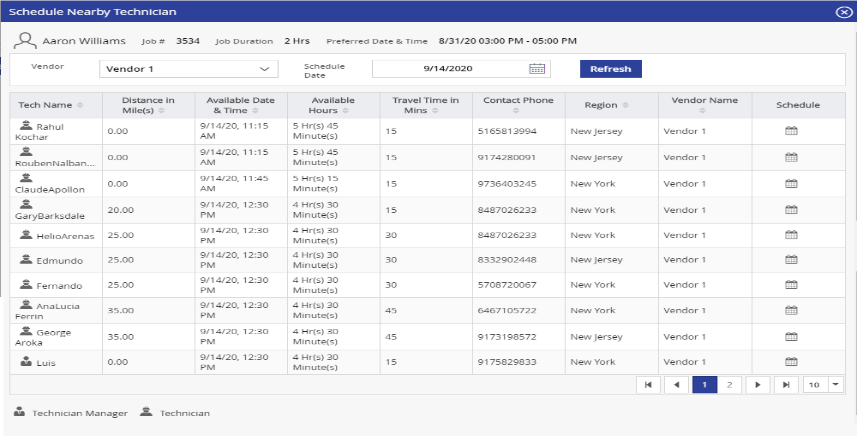 Schedule Nearby Technician
Aaron Williams Job # 3534 Job Duration 2 Hrs Preferred Date & Time 8/31/20 03:00 PM - 05:00 PM
Vendor Vendor 1 Schedule Date 9/14/2020 Refresh
Tech Name Distance in Mile(s) Available Date & Time Available Hours Travel Time in Mins Contact Phone Region Vendor Name Schedule
Rahul Kochar 0.00 9/14/20, 11:15 AM 5 Hr(s) 45 Minute(s) 15 5165813994 New Jersey Vendor 1
RoubenNalban... 0.00 9/14/20, 11:15 AM 5 Hr(s) 45 Minute(s) 15 9174280091 New Jersey Vendor 1
ClaudeApollon 0.00 9/14/20, 11:45 AM 5 Hr(s) 15 Minute(s) 15 9736403245 New York Vendor 1
GaryBarksdale 20.00 9/14/20, 12:30 PM 4 Hr(s) 30 Minute(s) 15 8487026233 New York Vendor 1
HelioArenas 25.00 9/14/20, 12:30 PM 4 Hr(s) 30 Minute(s) 30 8487026233 New York Vendor 1
Edmundo 25.00 9/14/20, 12:30 PM 4 Hr(s) 30 Minute(s) 30 8332902448 New Jersey Vendor 1
Fernando 25.00 9/14/20, 12:30 PM 4 Hr(s) 30 Minute(s) 30 5708720067 New York Vendor 1
AnaLucia Ferrin 35.00 9/14/20, 12:30 PM 4 Hr(s) 30 Minute(s) 45 6467105722 New York Vendor 1
George Aroka 35.00 9/14/20, 12:30 PM 4 Hr(s) 30 Minute(s) 45 9173198572 New Jersey Vendor 1
Luis 0.00 9/14/20, 12:30 PM 4 Hr(s) 30 Minute(s) 15 9175829833 New York Vendor 1
1 2 10
Technician Manager Technician